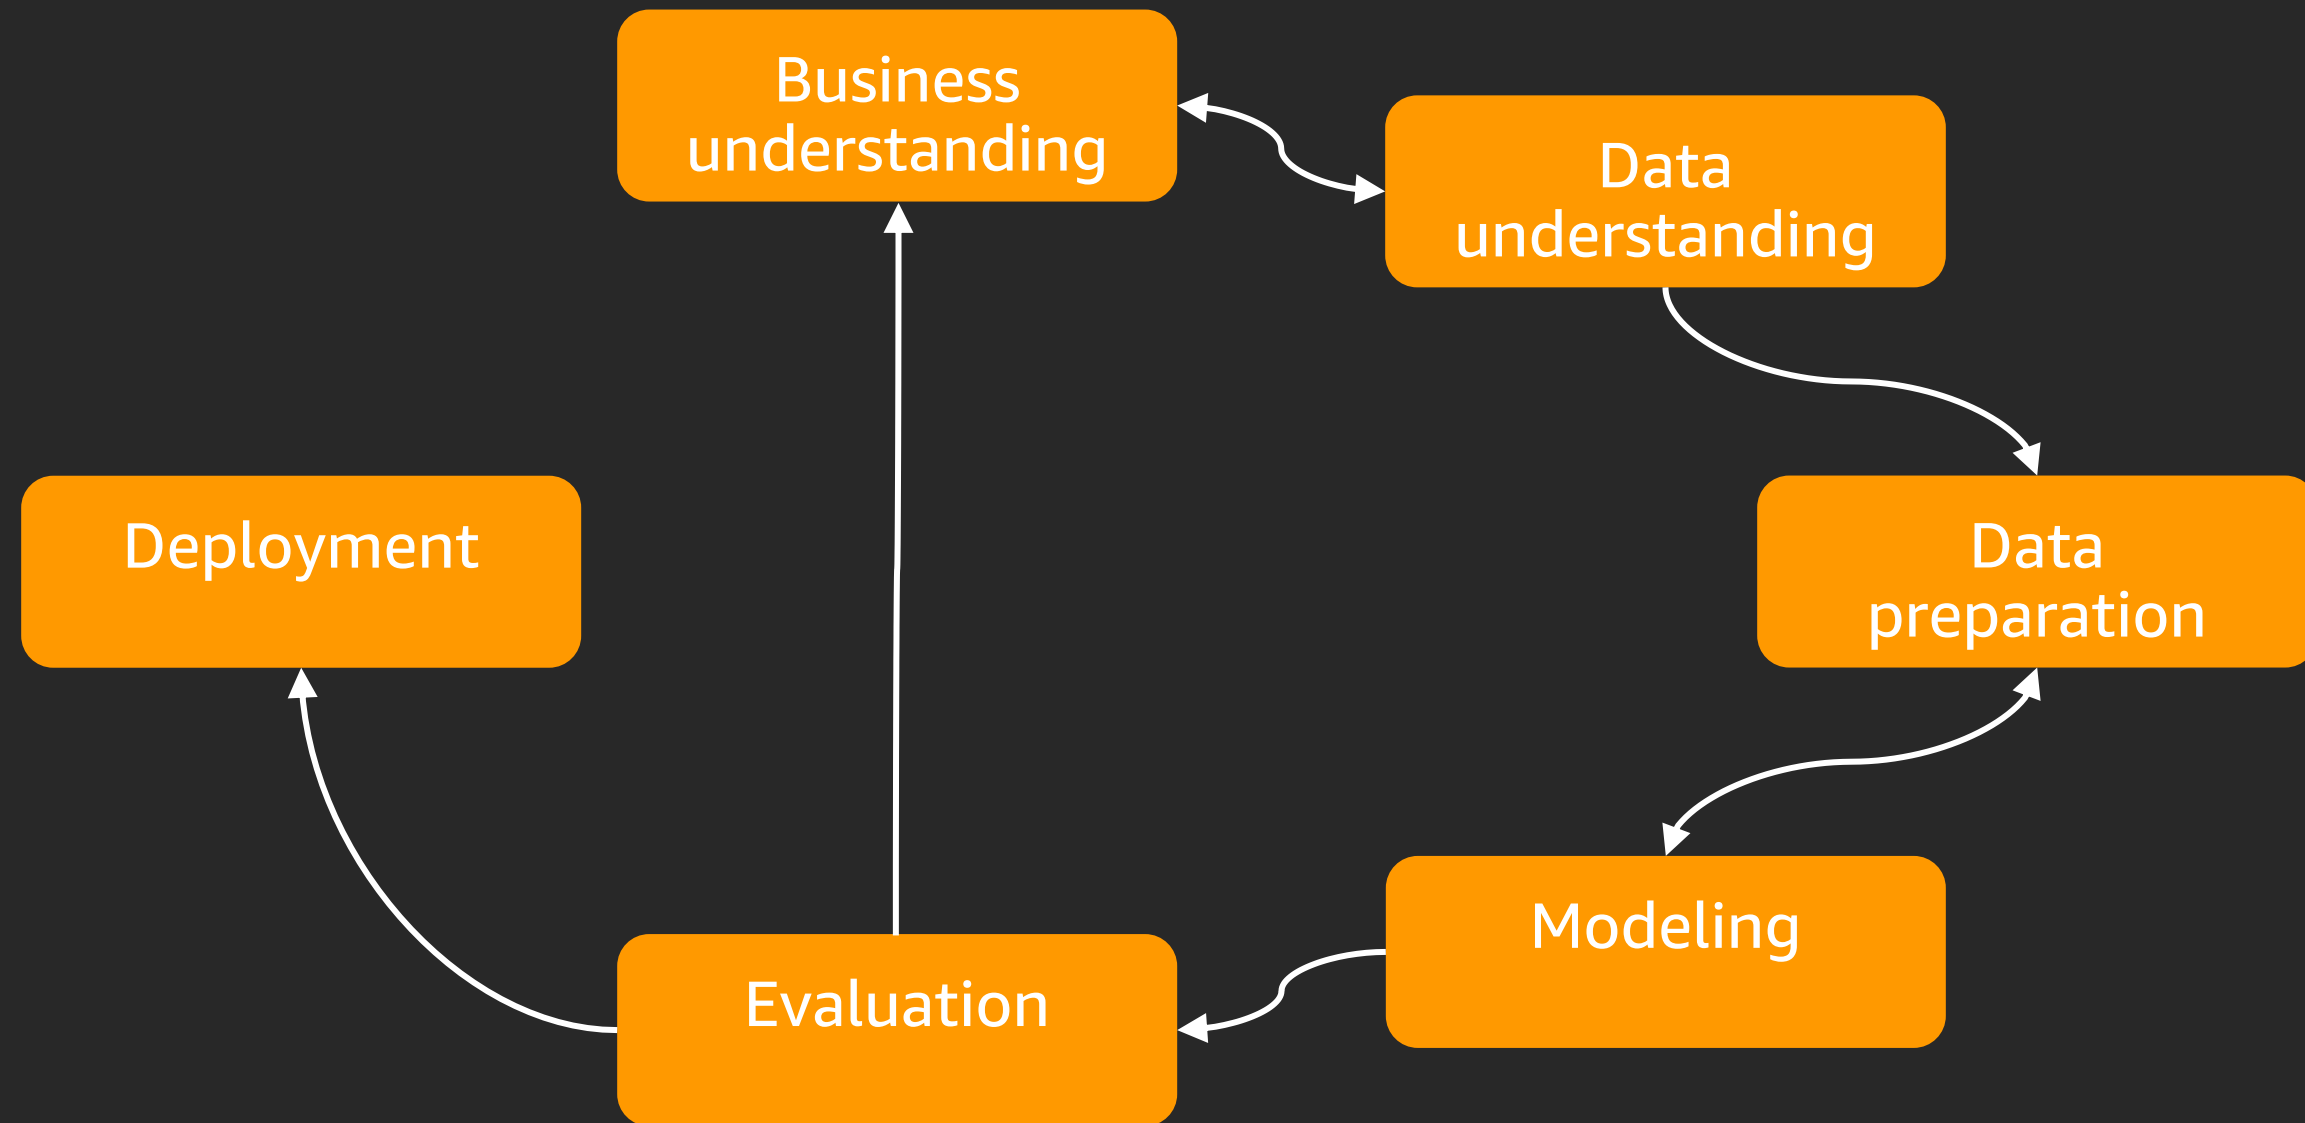 Business
understanding
Data
understanding
Deployment
Data
preparation
Modeling
Evaluation